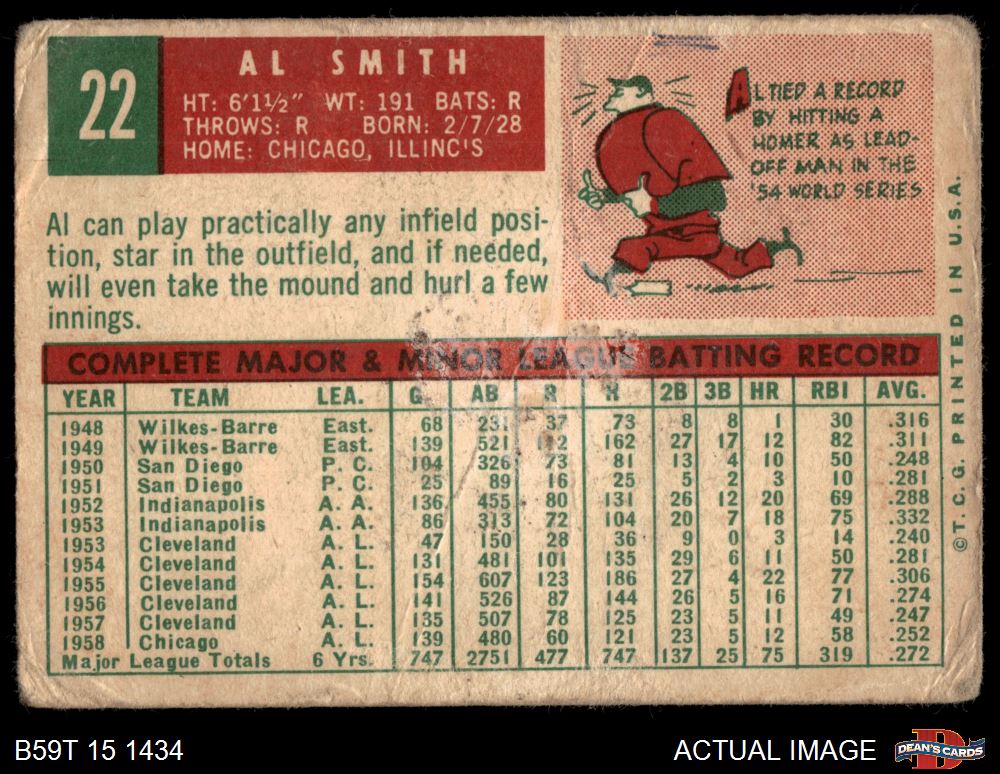 22
AL SMITH
HT: 6'1½" WT: 191 BATS: R
THROWS: R BORN: 2/7/28
HOME: CHICAGO, ILLINC'S
AL TIED A RECORD
BY HITTING A
HOMER AS LEAD-
OFF MAN IN THE
'54 WORLD SERIES
Al can play practically any infield posi-
tion, star in the outfield, and if needed,
will even take the mound and hurl a few
innings.
COMPLETE MAJOR & MINOR LEAGUE BATTING RECORD
YEAR TEAM LEA. G AB R H 2B 3B HR RBI AVG.
1948 Wilkes-Barre East. 68 231 37 73 8 8 1 30 .316
1949 Wilkes-Barre East. 139 521 112 162 27 17 12 82 .311
1950 San Diego P. C. 104 326 73 81 13 4 10 50 .248
1951 San Diego P. C. 25 89 16 25 5 2 3 10 .281
1952 Indianapolis A. A. 136 455 80 131 26 12 20 69 .288
1953 Indianapolis A. A. 86 313 72 104 20 7 18 75 .332
1953 Cleveland A. L. 47 150 28 36 9 0 3 14 .240
1954 Cleveland A. L. 131 481 101 135 29 6 11 50 .281
1955 Cleveland A. L. 154 607 123 186 27 4 22 77 .306
1956 Cleveland A. L. 141 526 87 144 26 5 16 71 .274
1957 Cleveland A. L. 135 507 78 125 23 5 11 49 .247
1958 Chicago A. L. 139 480 60 121 23 5 12 58 .252
Major League Totals 6 Yrs. 747 2751 477 747 137 25 75 319 .272
© T. C. G. PRINTED IN U.S.A.
B59T 15 1434
ACTUAL IMAGE
D
DEAN'S CARDS